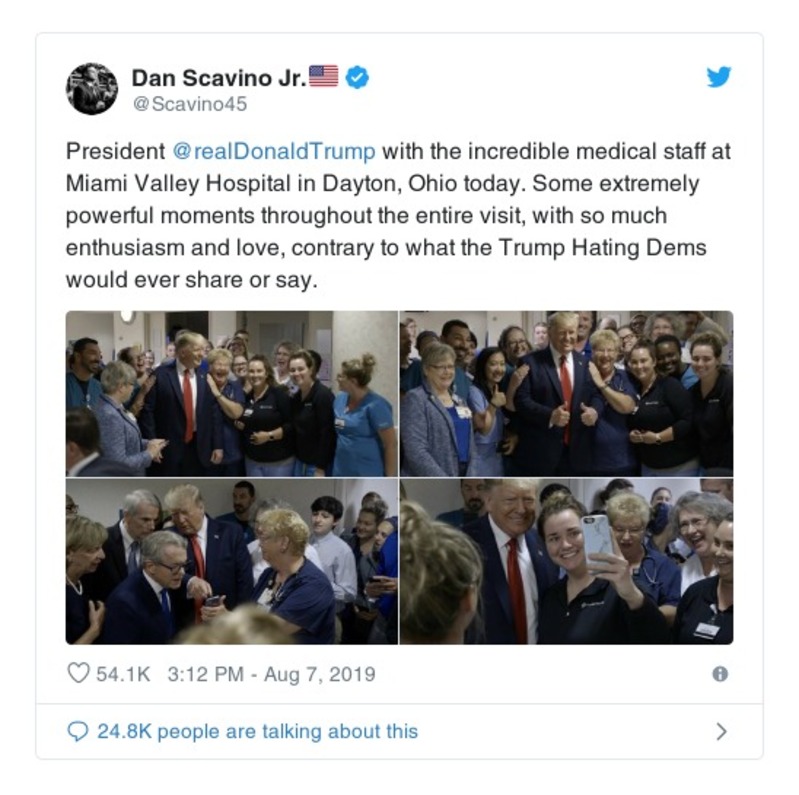 Dan Scavino Jr.🇺🇸
@Scavino45
President @realDonaldTrump with the incredible medical staff at
Miami Valley Hospital in Dayton, Ohio today. Some extremely
powerful moments throughout the entire visit, with so much
enthusiasm and love, contrary to what the Trump Hating Dems
would ever share or say.
54.1K 3:12 PM - Aug 7, 2019
24.8K people are talking about this